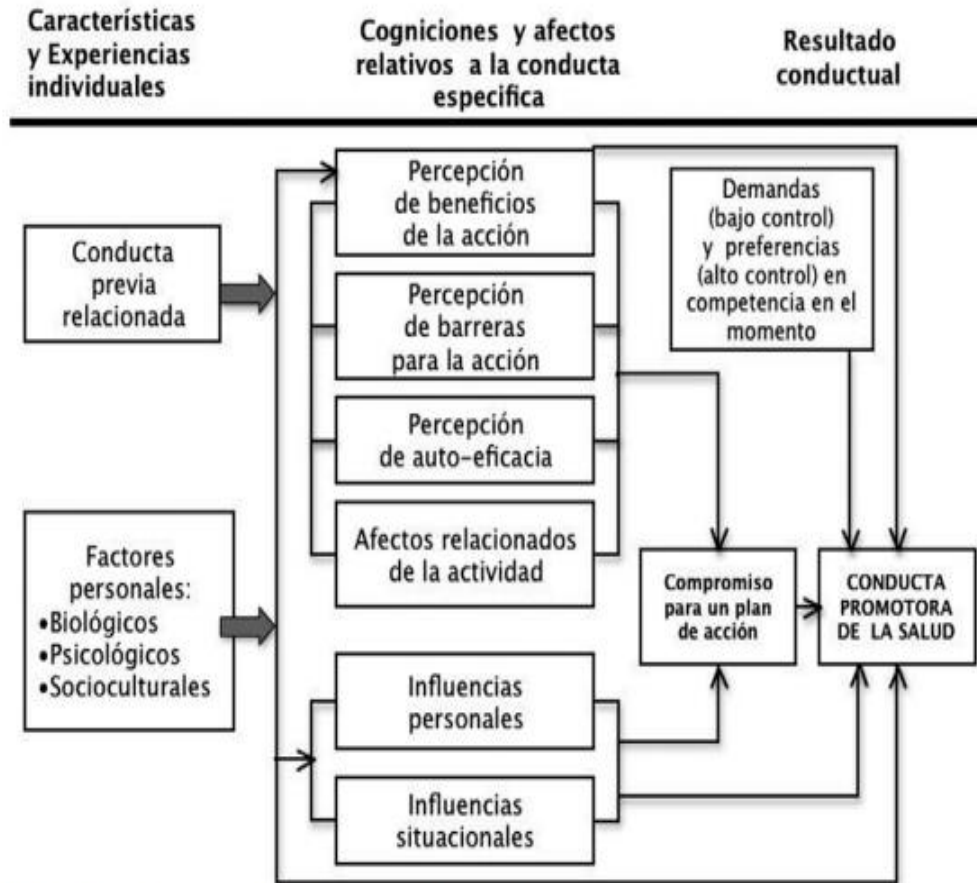 Características
y Experiencias
individuales
Cogniciones y afectos
relativos a la conducta
especifica
Resultado
conductual
Conducta
previa
relacionada
Factores
personales:
•Biológicos
•Psicológicos
•Socioculturales
Percepción
de beneficios
de la acción
Percepción
de barreras
para la acción
Percepción
de auto-eficacia
Afectos relacionados
de la actividad
Influencias
personales
Influencias
situacionales
Demandas
(bajo control)
y preferencias
(alto control) en
competencia en el
momento
Compromiso
para un plan
de acción
CONDUCTA
PROMOTORA
DE LA SALUD